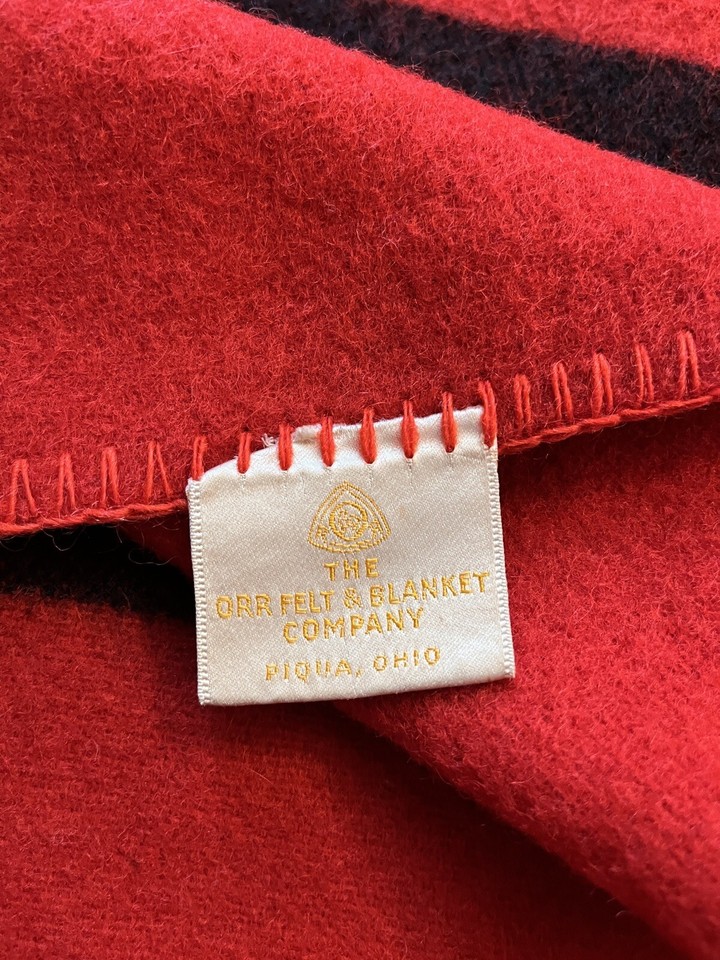 THE
ORR FELT & BLANKET
COMPANY
PIQUA, OHIO